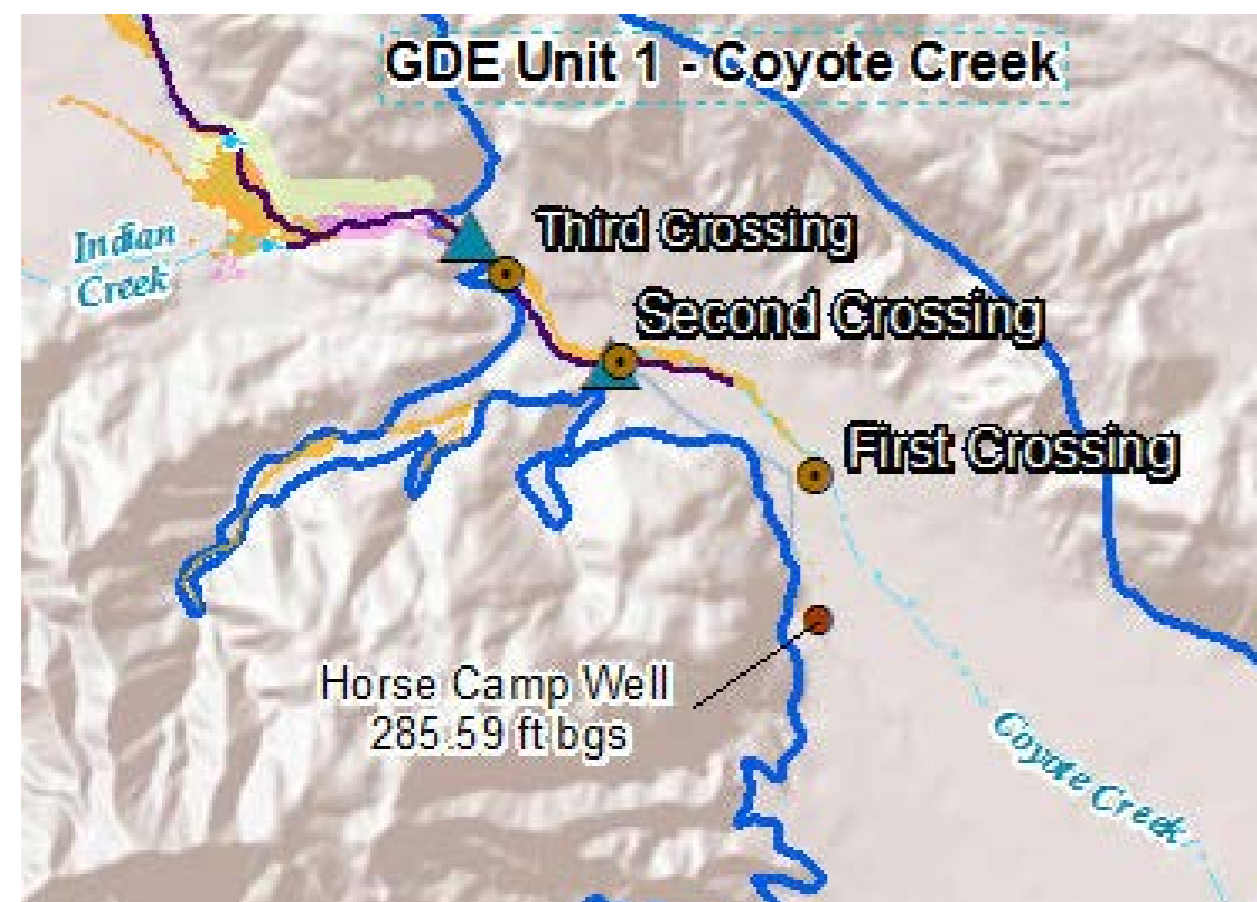 GDE Unit 1 - Coyote Creek
Third Crossing
Indian
Creek
Second Crossing
First Crossing
Horse Camp Well
285.59 ft bgs
Coyote Creek